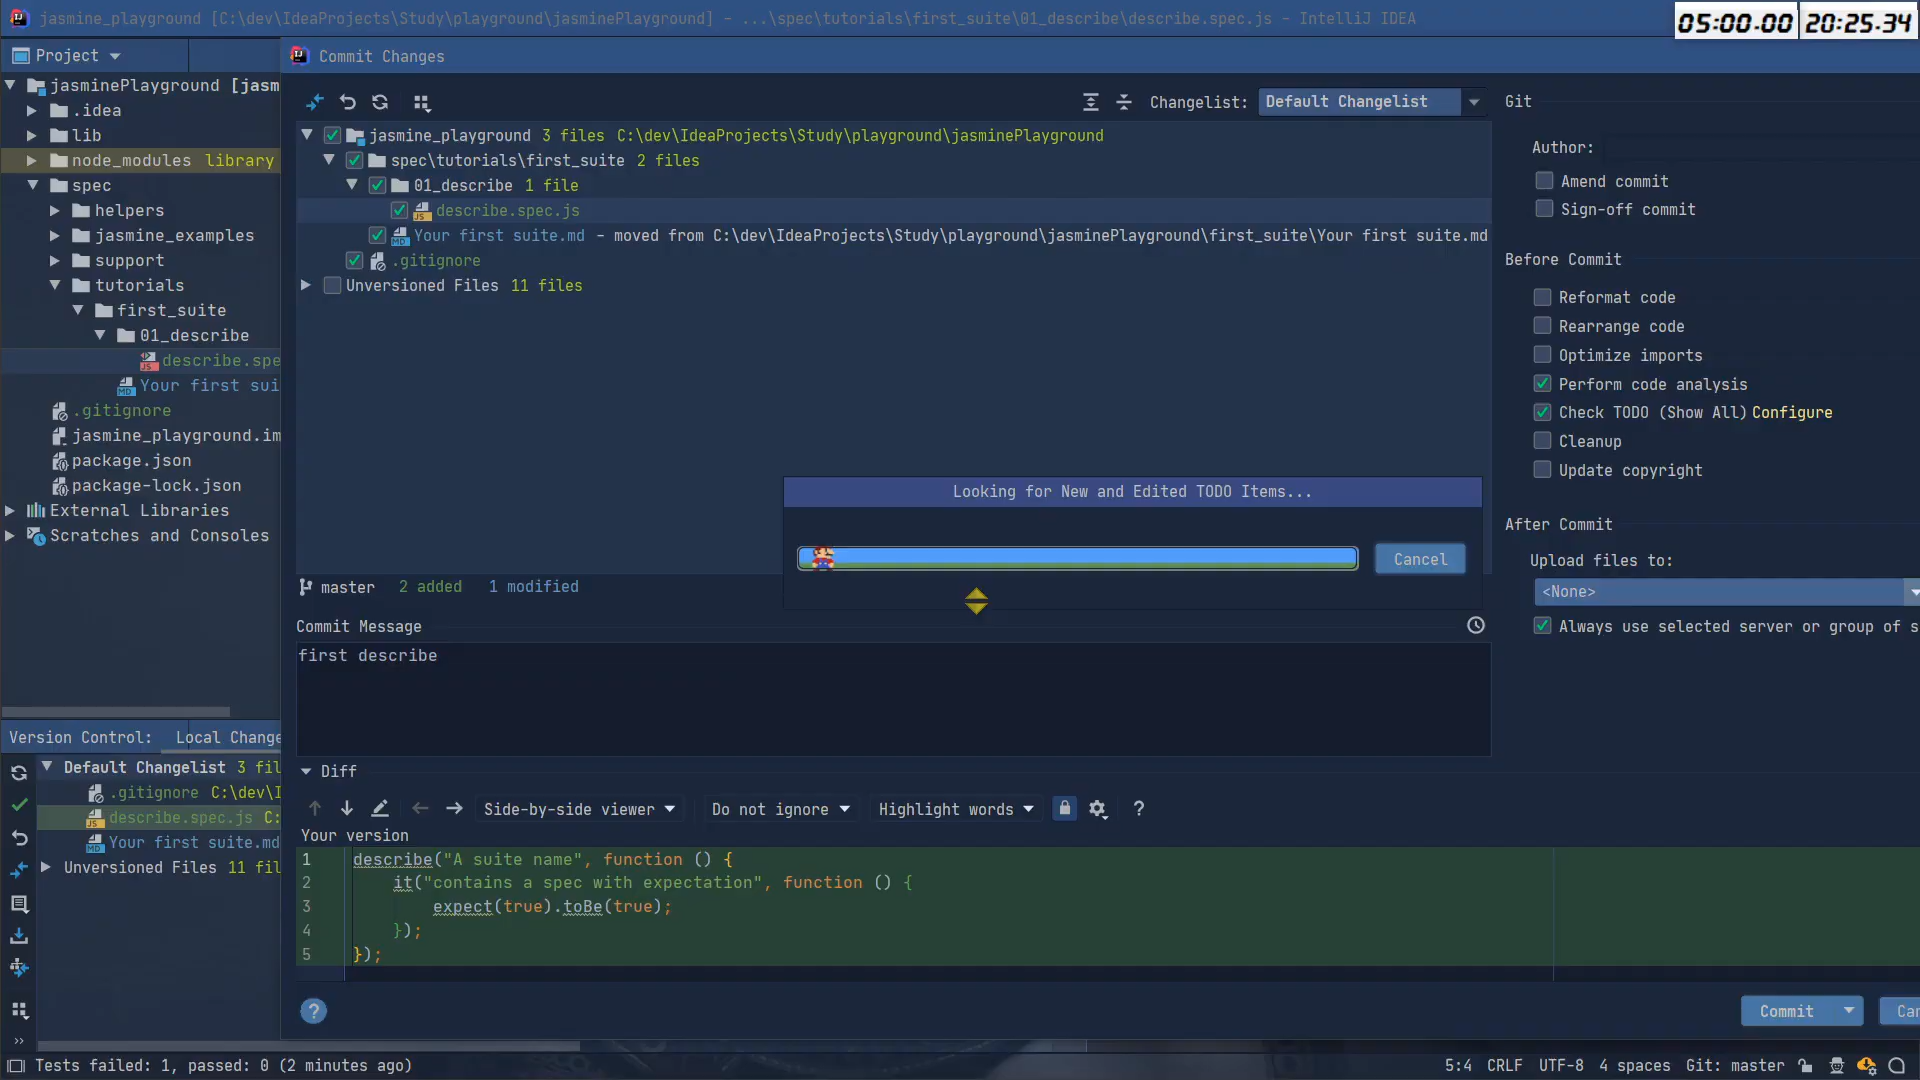 jasmine_playground [C:\dev\IdeaProjects\Study\playground\jasminePlayground] – ...\spec\tutorials\first_suite\01_describe\describe.spec.js - IntelliJ IDEA
05:00.00 20:25.34
Project
jasminePlayground [jasm
.idea
lib
node_modules library
spec
helpers
jasmine_examples
support
tutorials
first_suite
01_describe
describe.spe
Your first sui
.gitignore
jasmine_playground.im
package.json
package-lock.json
External Libraries
Scratches and Consoles
Commit Changes
Changelist: Default Changelist
jasmine_playground 3 files C:\dev\IdeaProjects\Study\playground\jasminePlayground
spec\tutorials\first_suite 2 files
01_describe 1 file
describe.spec.js
Your first suite.md – moved from C:\dev\IdeaProjects\Study\playground\jasminePlayground\first_suite\Your first suite.md
.gitignore
Unversioned Files 11 files
Looking for New and Edited TODO Items...
Cancel
master 2 added 1 modified
Commit Message
first describe
Git
Author:
Amend commit
Sign-off commit
Before Commit
Reformat code
Rearrange code
Optimize imports
Perform code analysis
Check TODO (Show All) Configure
Cleanup
Update copyright
After Commit
Upload files to:
<None>
Always use selected server or group of s
Version Control: Local Change
Default Changelist 3 fil
.gitignore C:\dev\I
describe.spec.js C:
Your first suite.md
Unversioned Files 11 fil
Diff
Side-by-side viewer Do not ignore Highlight words ?
Your version
1 describe("A suite name", function () {
2 it("contains a spec with expectation", function () {
3 expect(true).toBe(true);
4 });
5 });
? Commit Can
Tests failed: 1, passed: 0 (2 minutes ago) 5:4 CRLF UTF-8 4 spaces Git: master